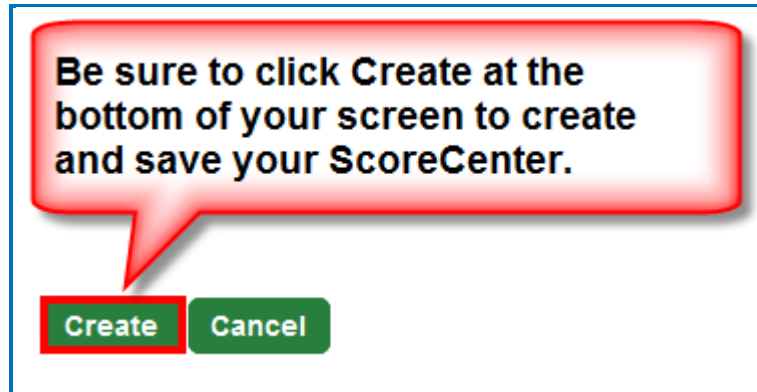 Be sure to click Create at the
bottom of your screen to create
and save your ScoreCenter.
Create Cancel